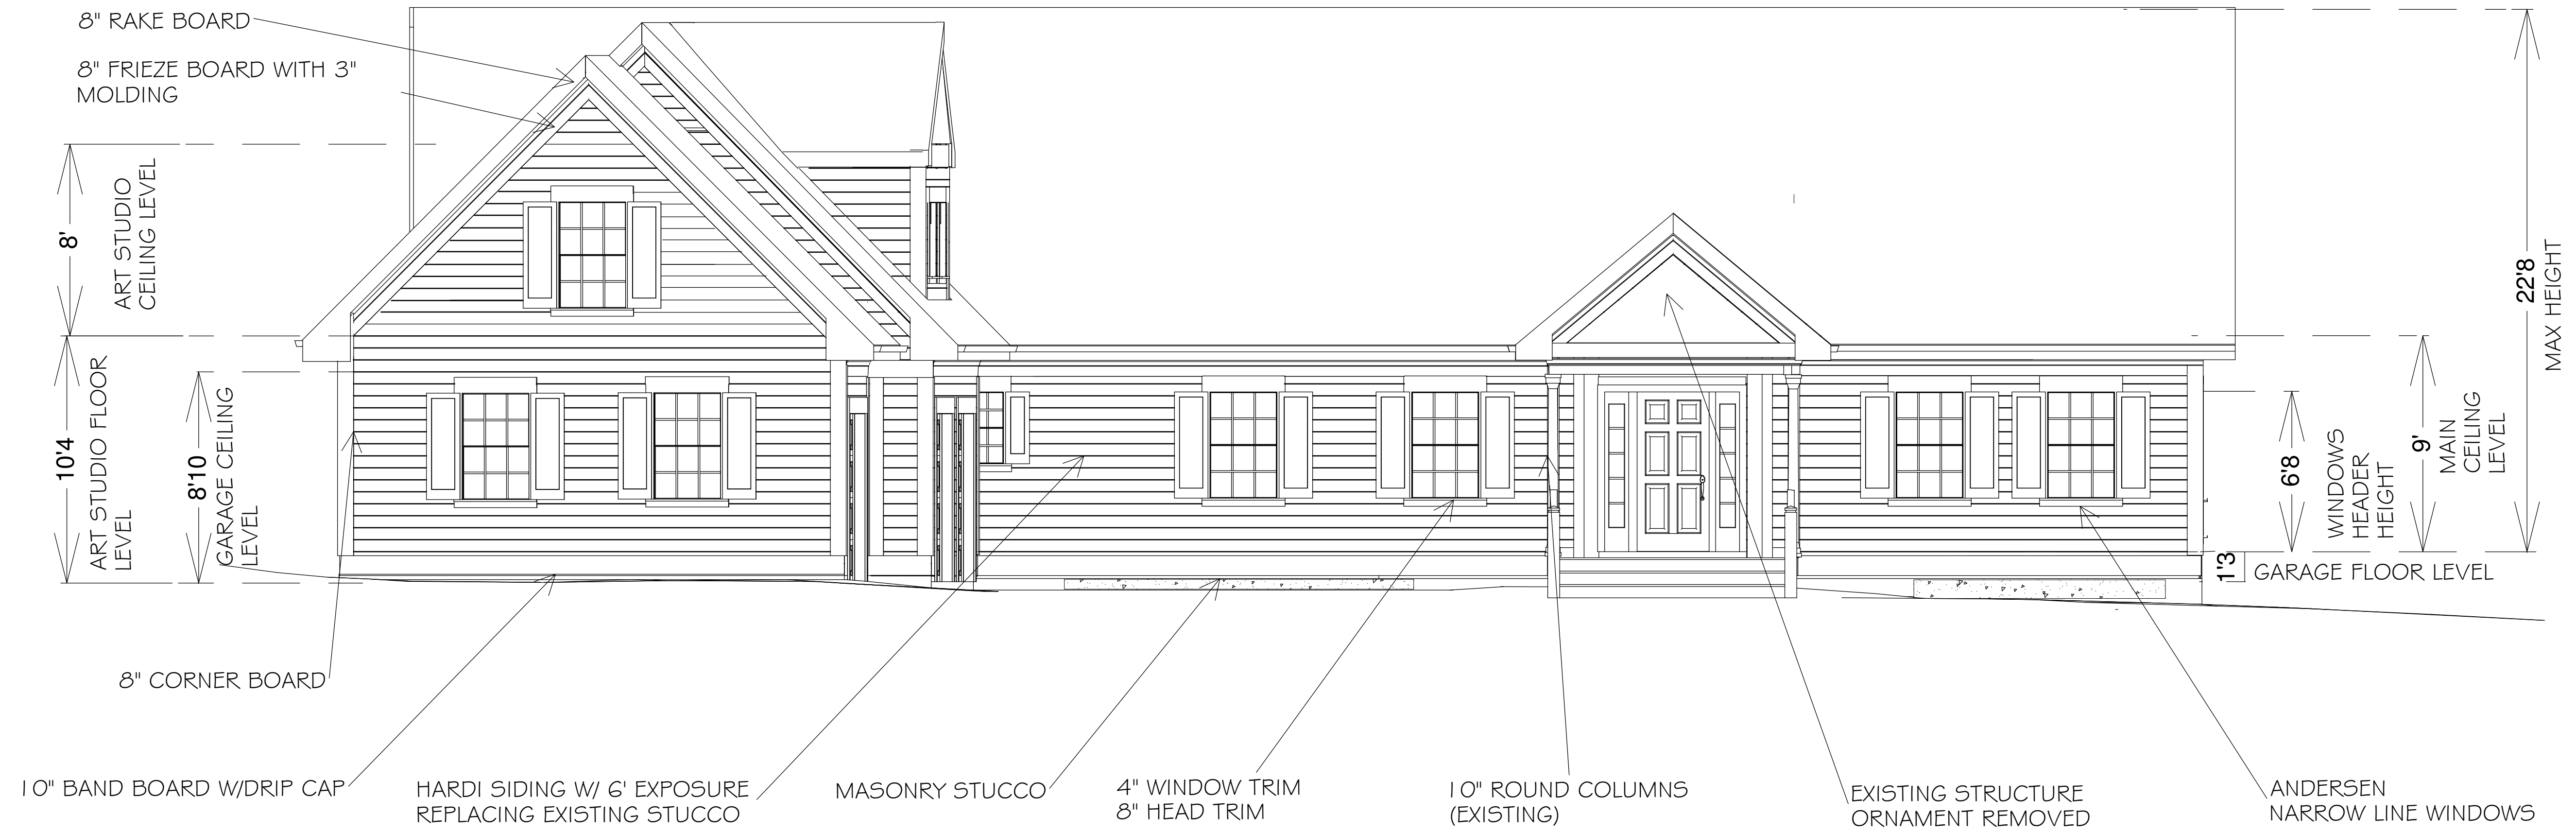 8" RAKE BOARD
8" FRIEZE BOARD WITH 3"
MOLDING
8'
ART STUDIO
CEILING LEVEL
10'4
ART STUDIO FLOOR
LEVEL
8'10
GARAGE CEILING
LEVEL
22'8
MAX HEIGHT
9'
MAIN
CEILING
LEVEL
6'8
WINDOWS
HEADER
HEIGHT
1'3
GARAGE FLOOR LEVEL
8" CORNER BOARD
10" BAND BOARD W/DRIP CAP
HARDI SIDING W/ 6' EXPOSURE
REPLACING EXISTING STUCCO
MASONRY STUCCO
4" WINDOW TRIM
8" HEAD TRIM
10" ROUND COLUMNS
(EXISTING)
EXISTING STRUCTURE
ORNAMENT REMOVED
ANDERSEN
NARROW LINE WINDOWS